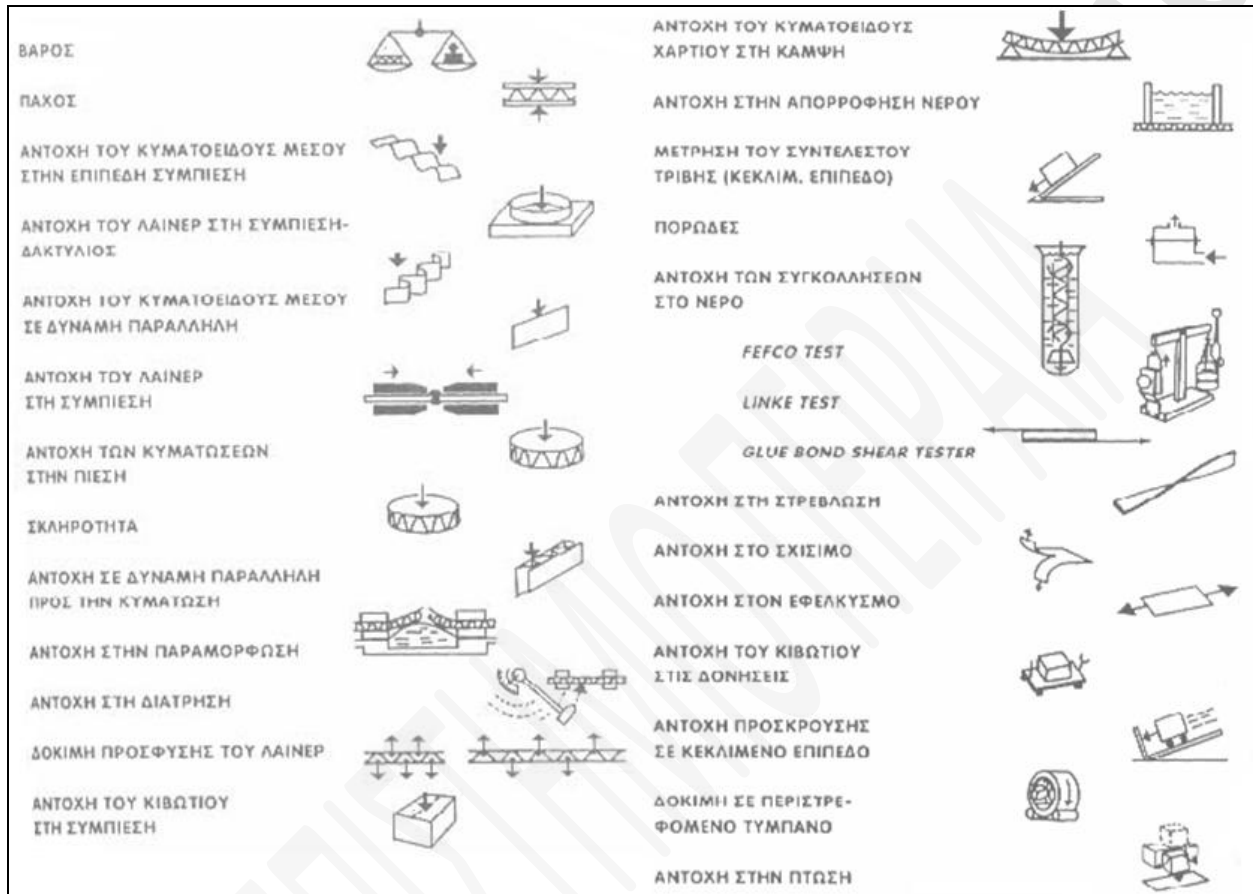 ΒΑΡΟΣ
ΠΑΧΟΣ
ΑΝΤΟΧΗ ΤΟΥ ΚΥΜΑΤΟΕΙΔΟΥΣ ΜΕΣΟΥ
ΣΤΗΝ ΕΠΙΠΕΔΗ ΣΥΜΠΙΕΣΗ
ΑΝΤΟΧΗ ΤΟΥ ΛΑΙΝΕΡ ΣΤΗ ΣΥΜΠΙΕΣΗ-
ΔΑΚΤΥΛΙΟΣ
ΑΝΤΟΧΗ ΤΟΥ ΚΥΜΑΤΟΕΙΔΟΥΣ ΜΕΣΟΥ
ΣΕ ΔΥΝΑΜΗ ΠΑΡΑΛΛΗΛΗ
ΑΝΤΩΧΗ ΤΟΥ ΛΑΙΝΕΡ
ΣΤΗ ΣΥΜΠΙΕΣΗ
ΑΝΤΟΧΗ ΤΩΝ ΚΥΜΑΤΩΣΕΩΝ
ΣΤΗΝ ΠΙΕΣΗ
ΣΚΛΗΡΟΤΗΤΑ
ΑΝΤΟΧΗ ΣΕ ΔΥΝΑΜΗ ΠΑΡΑΛΛΗΛΗ
ΠΡΟΣ ΤΗΝ ΚΥΜΑΤΩΣΗ
ΑΝΤΟΧΗ ΣΤΗΝ ΠΑΡΑΜΟΡΦΩΣΗ
ΑΝΤΟΧΗ ΣΤΗ ΔΙΑΤΡΗΣΗ
ΔΟΚΙΜΗ ΠΡΟΣΦΥΣΗΣ ΤΟΥ ΛΑΙΝΕΡ
ΑΝΤΟΧΗ ΤΟΥ ΚΙΒΩΤΙΟΥ
ΣΤΗ ΣΥΜΠΙΕΣΗ
ΑΝΤΟΧΗ ΤΟΥ ΚΥΜΑΤΟΕΙΔΟΥΣ
ΧΑΡΤΙΟΥ ΣΤΗ ΚΑΜΨΗ
ΑΝΤΟΧΗ ΣΤΗΝ ΑΠΟΡΡΟΦΗΣΗ ΝΕΡΟΥ
ΜΕΤΡΗΣΗ ΤΟΥ ΣΥΝΤΕΛΕΣΤΟΥ
ΤΡΙΒΗΣ (ΚΕΚΛΙΜ. ΕΠΙΠΕΔΟ)
ΠΟΡΩΔΕΣ
ΑΝΤΟΧΗ ΤΩΝ ΣΥΓΚΟΛΛΗΣΕΩΝ
ΣΤΟ ΝΕΡΟ
FEFCO TEST
LINKE TEST
GLUE BOND SHEAR TESTER
ΑΝΤΟΧΗ ΣΤΗ ΣΤΡΕΒΛΩΣΗ
ΑΝΤΟΧΗ ΣΤΟ ΣΧΙΣΙΜΟ
ΑΝΤΟΧΗ ΣΤΟΝ ΕΦΕΛΚΥΣΜΟ
ΑΝΤΟΧΗ ΤΟΥ ΚΙΒΩΤΙΟΥ
ΣΤΙΣ ΔΟΝΗΣΕΙΣ
ΑΝΤΟΧΗ ΠΡΟΣΚΡΟΥΣΗΣ
ΣΕ ΚΕΚΛΙΜΕΝΟ ΕΠΙΠΕΔΟ
ΔΟΚΙΜΗ ΣΕ ΠΕΡΙΣΤΡΕ-
ΦΟΜΕΝΟ ΤΥΜΠΑΝΟ
ΑΝΤΟΧΗ ΣΤΗΝ ΠΤΩΣΗ